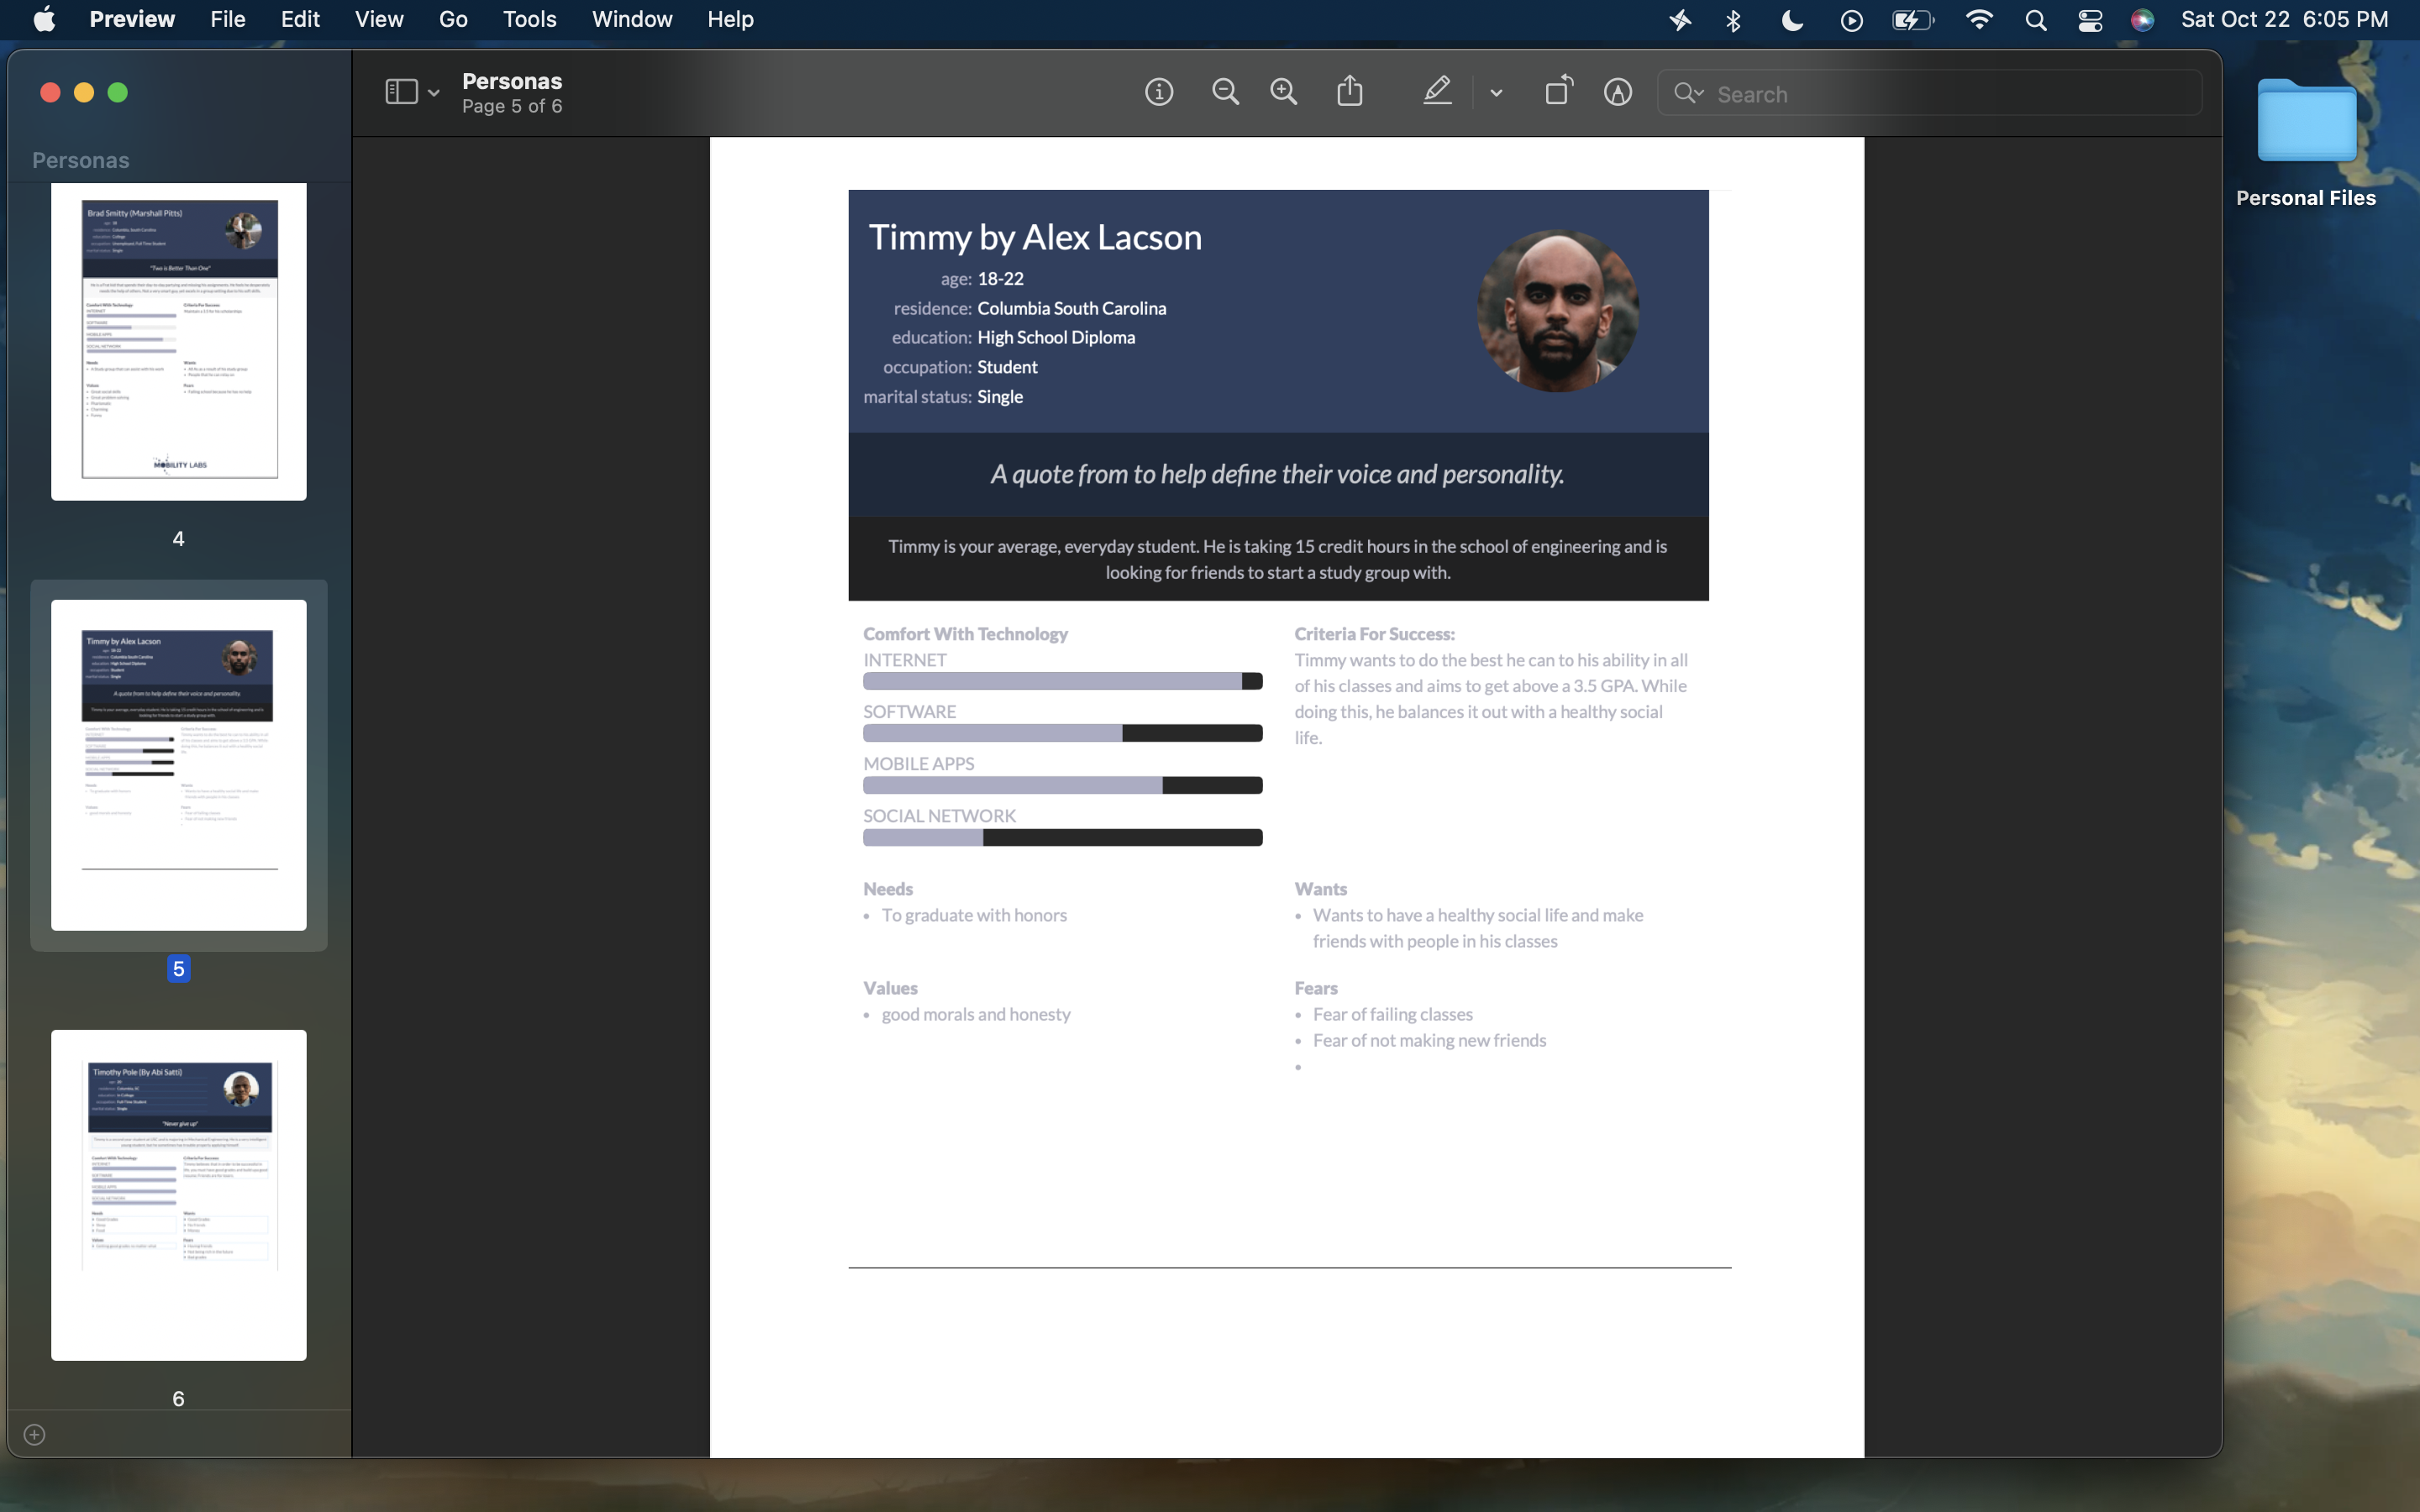 Preview File Edit View Go Tools Window Help Sat Oct 22 6:05 PM
Personas
Page 5 of 6
Search
Personal Files
Personas
Brad Smitty (Marshall Pitts)
"Two is Better Than One"
MOBILITY LABS
4
Timmy by Alex Lacson
5
Timothy Pole (By Abi Satti)
"Never give up"
6
Timmy by Alex Lacson
age: 18-22
residence: Columbia South Carolina
education: High School Diploma
occupation: Student
marital status: Single
A quote from to help define their voice and personality.
Timmy is your average, everyday student. He is taking 15 credit hours in the school of engineering and is
looking for friends to start a study group with.
Comfort With Technology
INTERNET
SOFTWARE
MOBILE APPS
SOCIAL NETWORK
Criteria For Success:
Timmy wants to do the best he can to his ability in all
of his classes and aims to get above a 3.5 GPA. While
doing this, he balances it out with a healthy social
life.
Needs
• To graduate with honors
Wants
• Wants to have a healthy social life and make
friends with people in his classes
Values
• good morals and honesty
Fears
• Fear of failing classes
• Fear of not making new friends
•